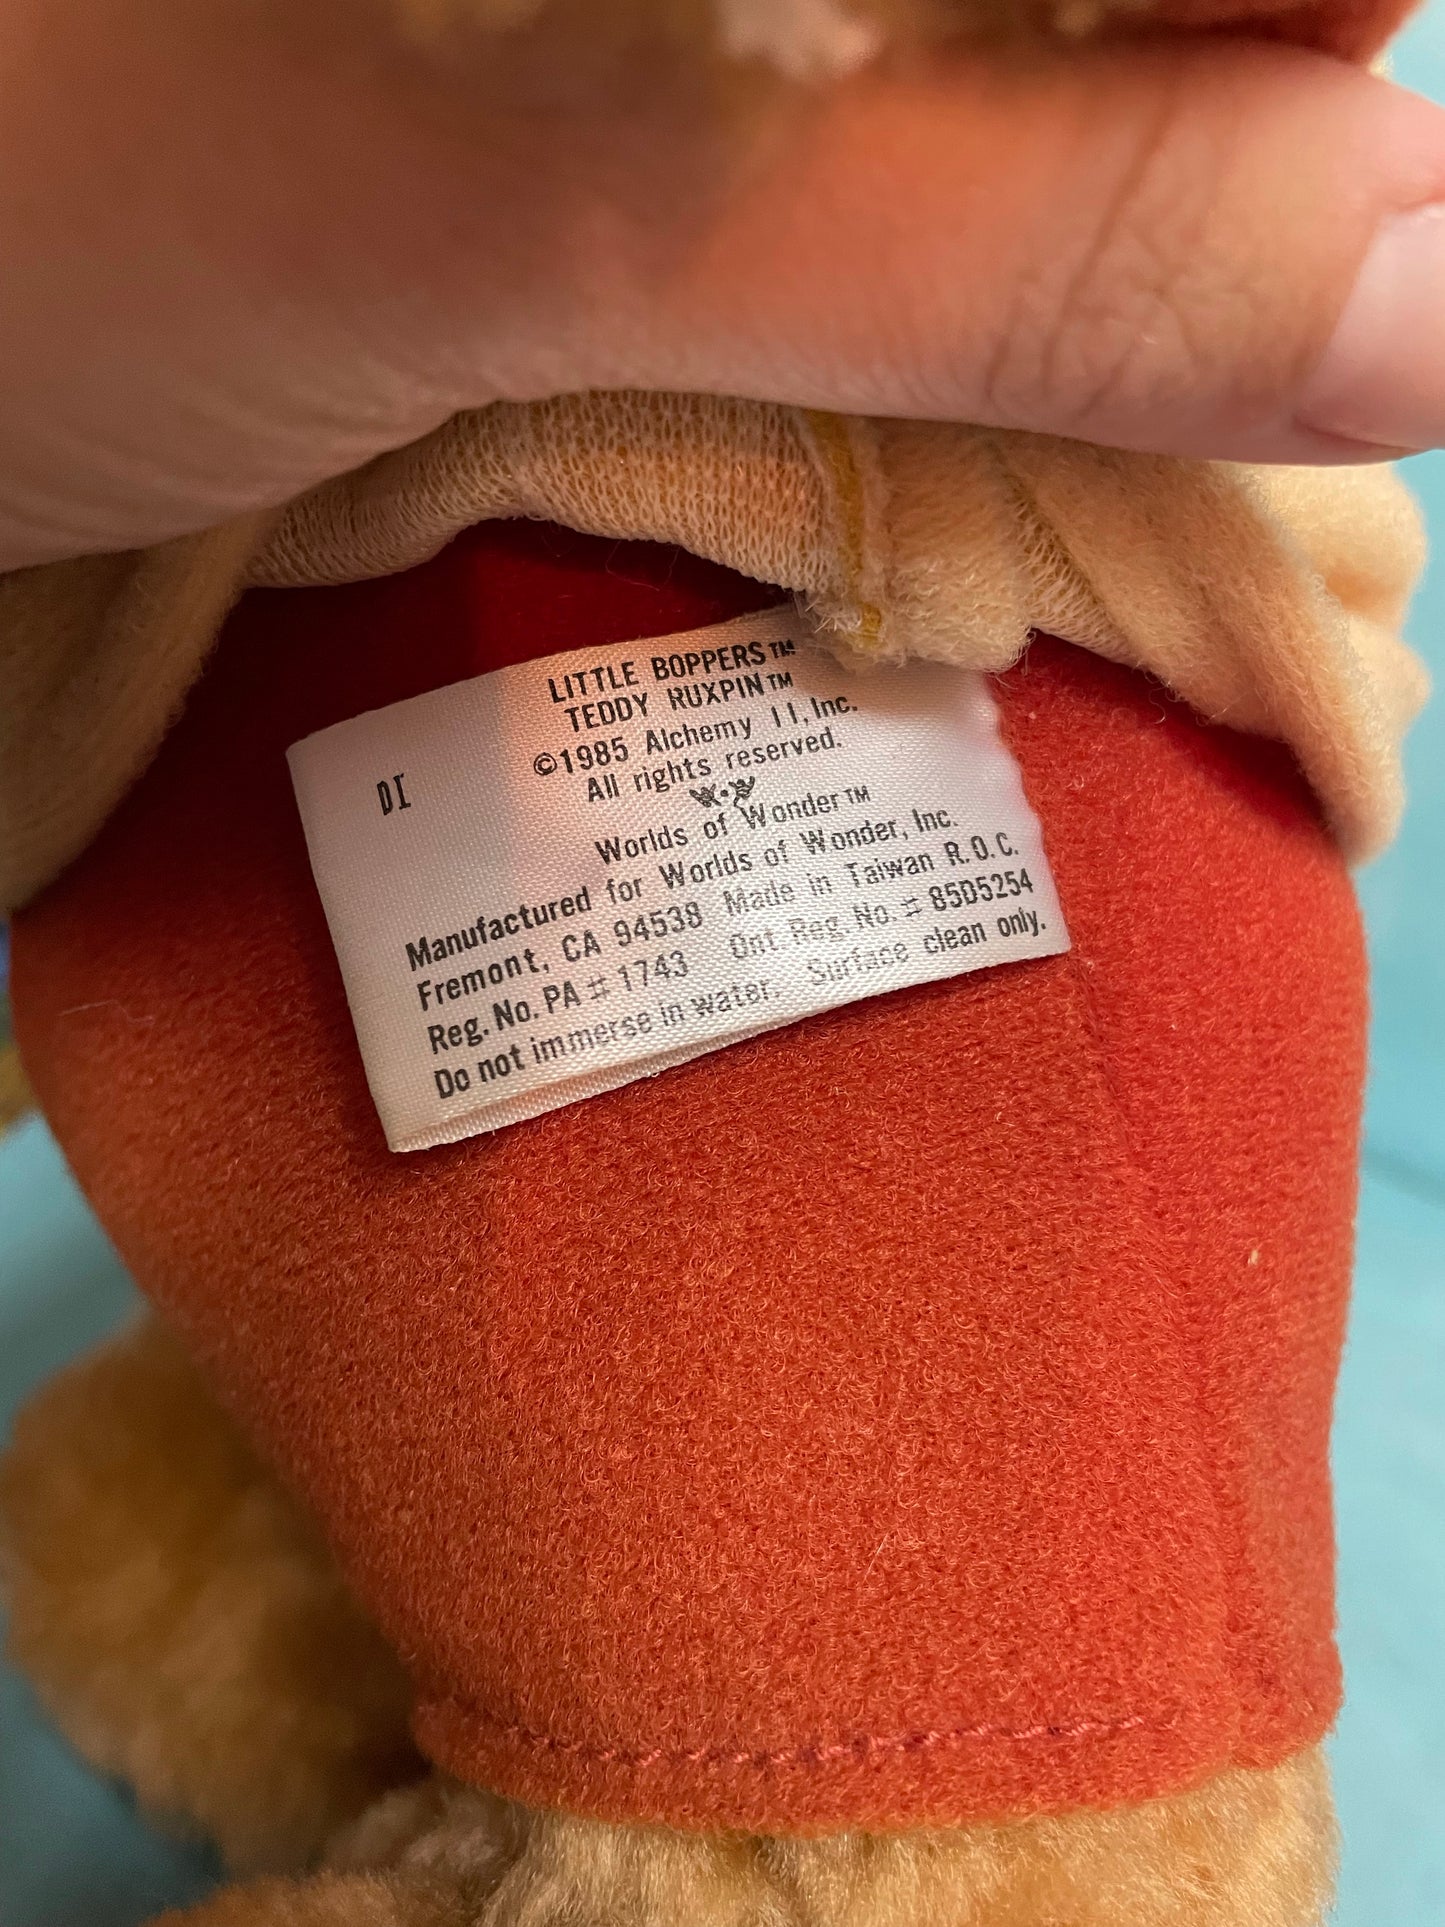 LITTLE BOPPERS™
TEDDY RUXPIN™
©1985 Alchemy II, Inc.
All rights reserved.
W·W
Worlds of Wonder™
Manufactured for Worlds of Wonder, Inc.
Fremont, CA 94538 Made in Taiwan R.O.C.
Reg. No. PA # 1743 Ont Reg. No. # 85D5254
Do not immerse in water. Surface clean only.
DI